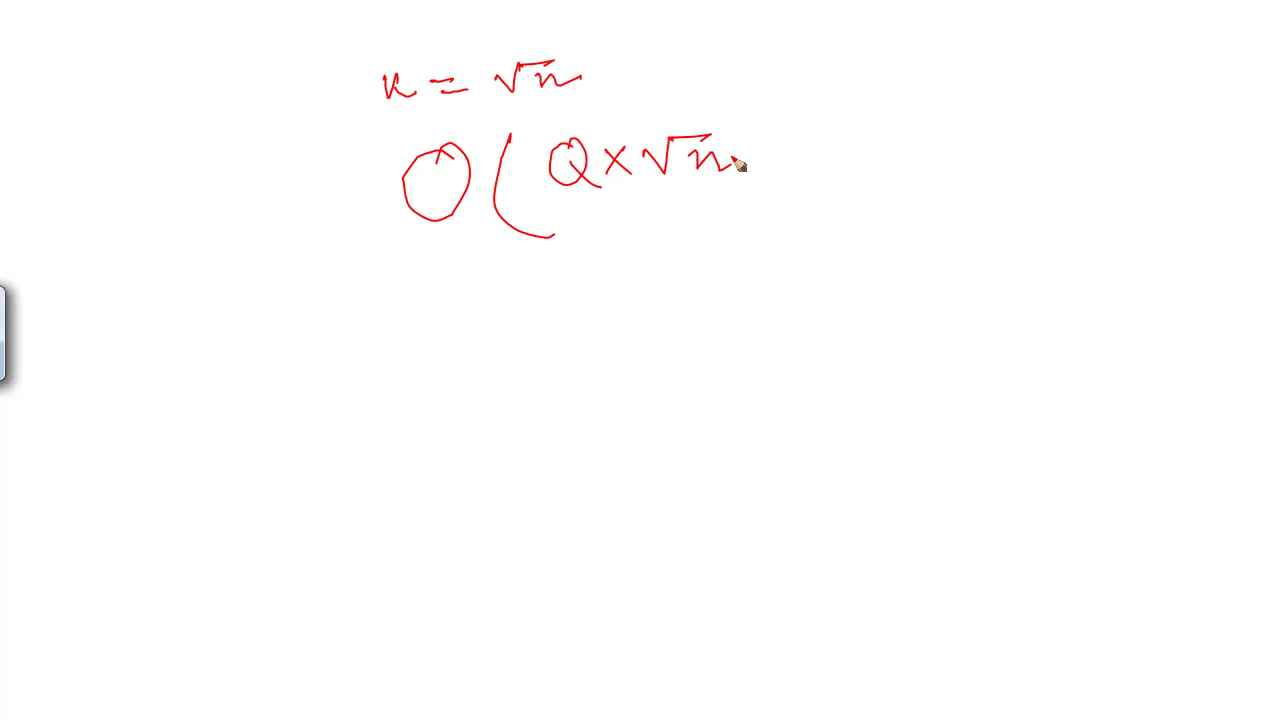 k = √n
O ( Q × √n